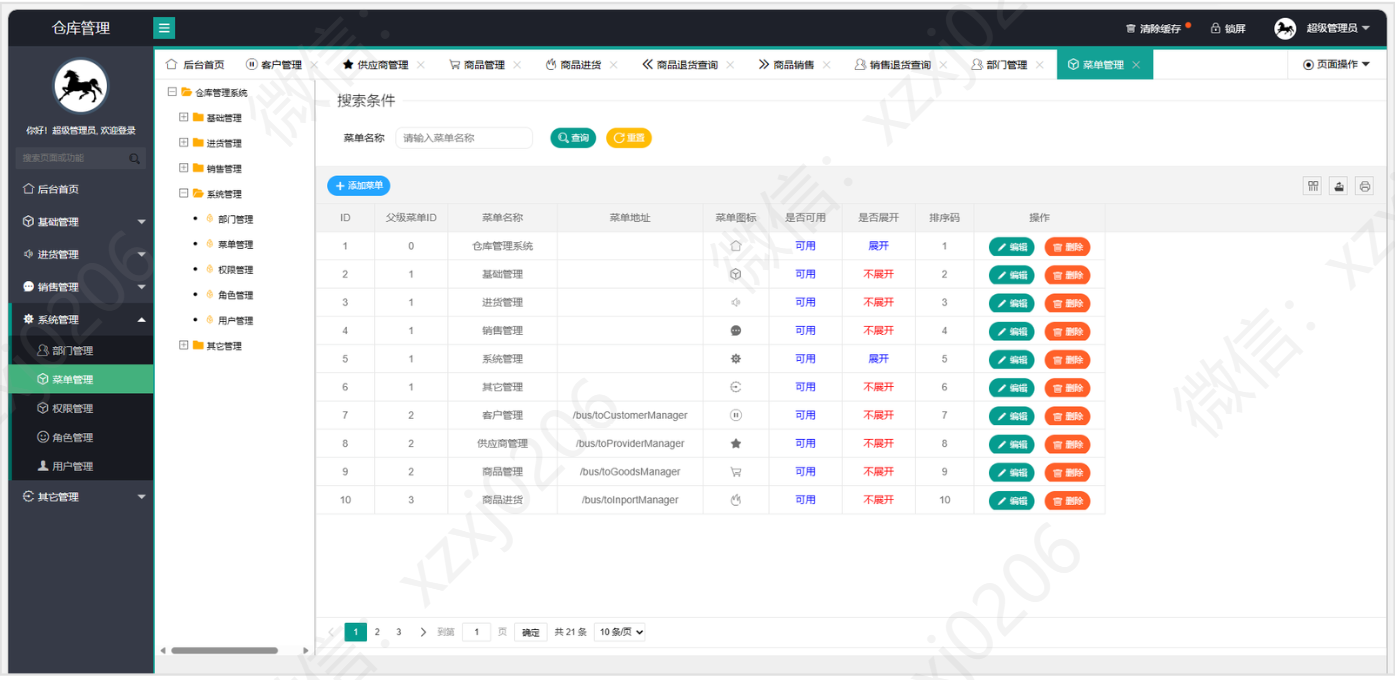 仓库管理
清除缓存 锁屏 超级管理员
后台首页 客户管理 供应商管理 商品管理 商品进货 商品退货查询 商品销售 销售退货查询 部门管理 菜单管理 页面操作
你好！超级管理员, 欢迎登录
搜索页面或功能
后台首页
基础管理
进货管理
销售管理
系统管理
部门管理
菜单管理
权限管理
角色管理
用户管理
其它管理
仓库管理系统
基础管理
进货管理
销售管理
系统管理
部门管理
菜单管理
权限管理
角色管理
用户管理
其它管理
搜索条件
菜单名称 请输入菜单名称 查询 重置
添加菜单
ID 父级菜单ID 菜单名称 菜单地址 菜单图标 是否可用 是否展开 排序码 操作
1 0 仓库管理系统 可用 展开 1 编辑 删除
2 1 基础管理 可用 不展开 2 编辑 删除
3 1 进货管理 可用 不展开 3 编辑 删除
4 1 销售管理 可用 不展开 4 编辑 删除
5 1 系统管理 可用 展开 5 编辑 删除
6 1 其它管理 可用 不展开 6 编辑 删除
7 2 客户管理 /bus/toCustomerManager 可用 不展开 7 编辑 删除
8 2 供应商管理 /bus/toProviderManager 可用 不展开 8 编辑 删除
9 2 商品管理 /bus/toGoodsManager 可用 不展开 9 编辑 删除
10 3 商品进货 /bus/toInportManager 可用 不展开 10 编辑 删除
1 2 3 到第 1 页 确定 共 21 条 10 条/页
微信：xzxj0206